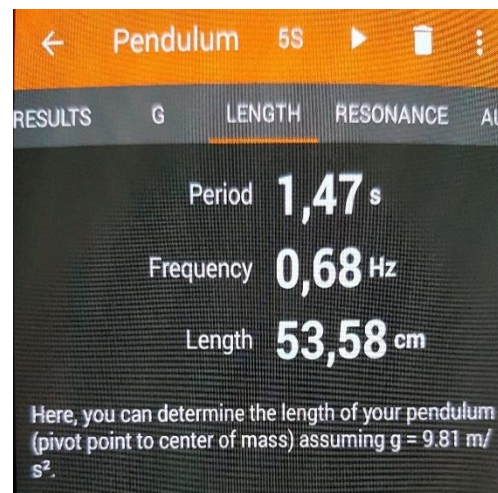 Pendulum 5S
RESULTS G LENGTH RESONANCE
Period 1,47 s
Frequency 0,68 Hz
Length 53,58 cm
Here, you can determine the length of your pendulum
(pivot point to center of mass) assuming g = 9.81 m/
s².